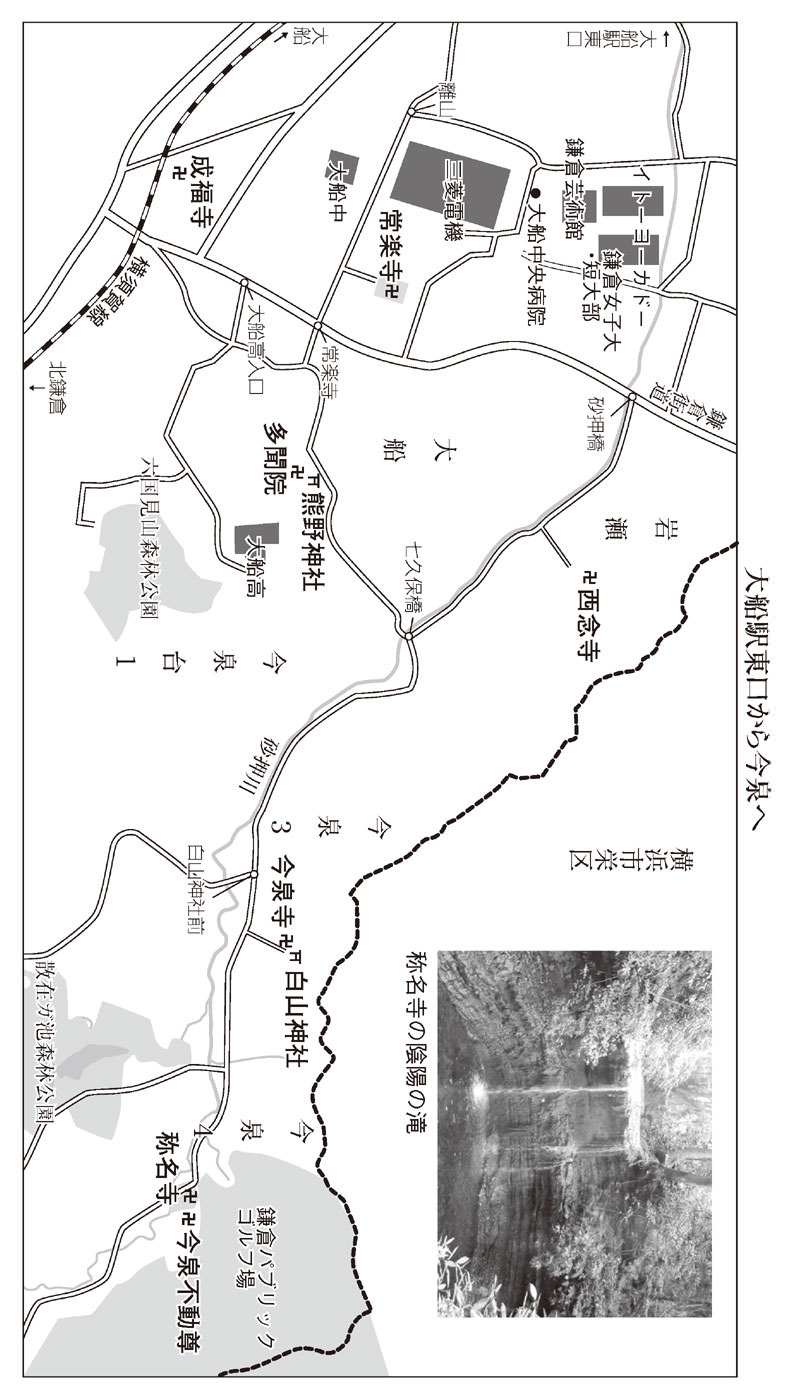 大船駅東口から今泉へ
←大船駅東口
大船
離山
イトーヨーカドー
鎌倉芸術館
鎌倉女子大・短大部
大船中央病院
三菱電機
大船中
常楽寺卍
成福寺
卍
横須賀線
北鎌倉
→
大船高入口
常楽寺
鎌倉街道
砂押橋
大船
岩瀬
卍西念寺
七久保橋
熊野神社
卍
多聞院
大船高
六国見山森林公園
今泉台1
砂押川
今泉3
横浜市栄区
白山神社前
今泉寺卍
白山神社
散在ガ池森林公園
今泉4
称名寺卍
卍今泉不動尊
鎌倉パブリック
ゴルフ場
称名寺の陰陽の滝